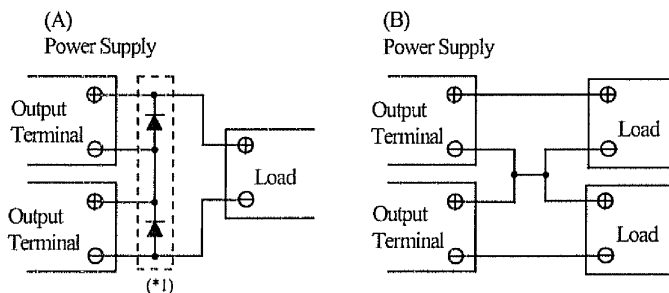 (A)
Power Supply
Output
Terminal
Output
Terminal
Load
(*1)
(B)
Power Supply
Output
Terminal
Output
Terminal
Load
Load